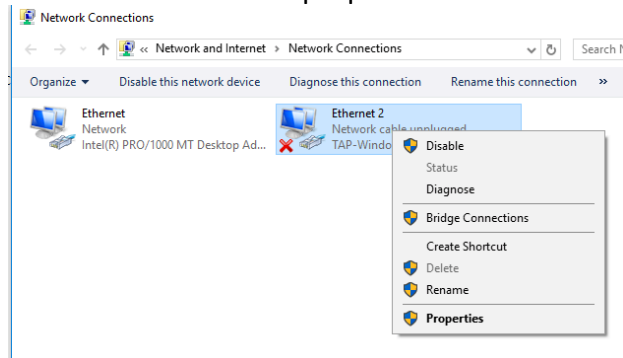 Network Connections
« Network and Internet > Network Connections
Search
Organize Disable this network device Diagnose this connection Rename this connection »
Ethernet
Network
Intel(R) PRO/1000 MT Desktop Ad...
Ethernet 2
Network cable unplugged
Disable
Status
Diagnose
Bridge Connections
Create Shortcut
Delete
Rename
Properties